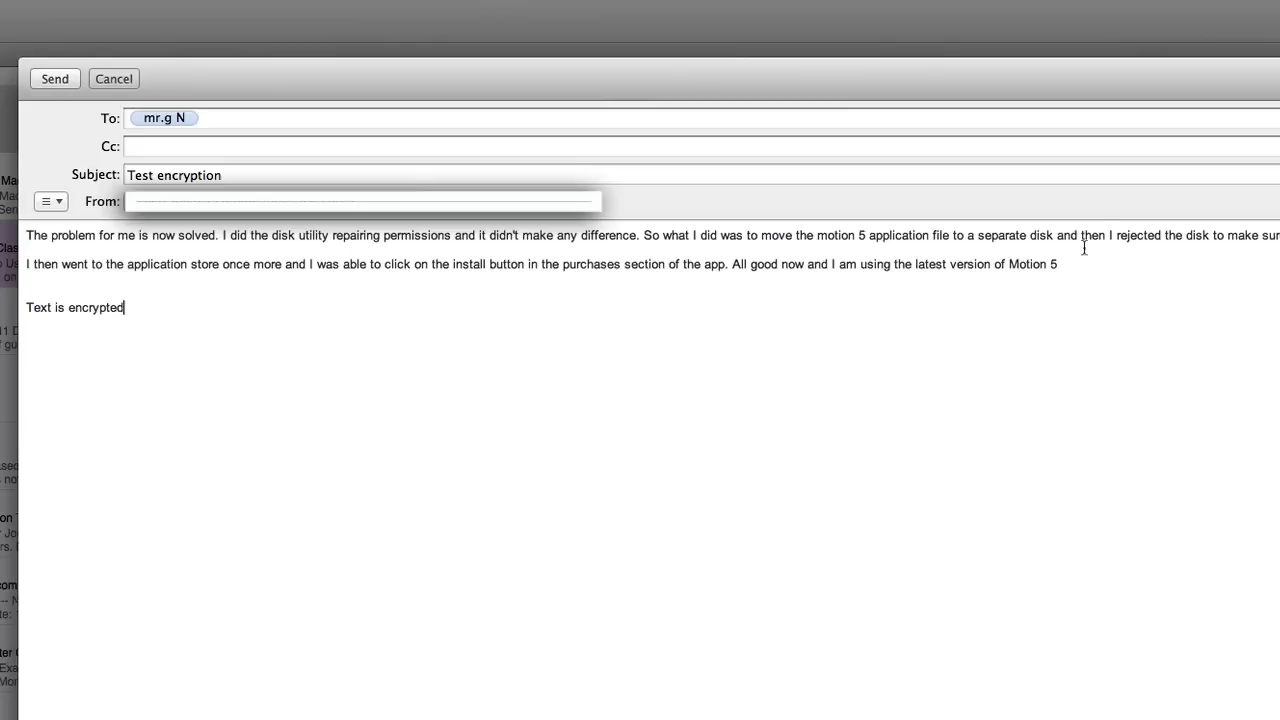 Send Cancel
To: mr.g N
Cc:
Subject: Test encryption
From:
The problem for me is now solved. I did the disk utility repairing permissions and it didn't make any difference. So what I did was to move the motion 5 application file to a separate disk and then I rejected the disk to make sur
I then went to the application store once more and I was able to click on the install button in the purchases section of the app. All good now and I am using the latest version of Motion 5
Text is encrypted